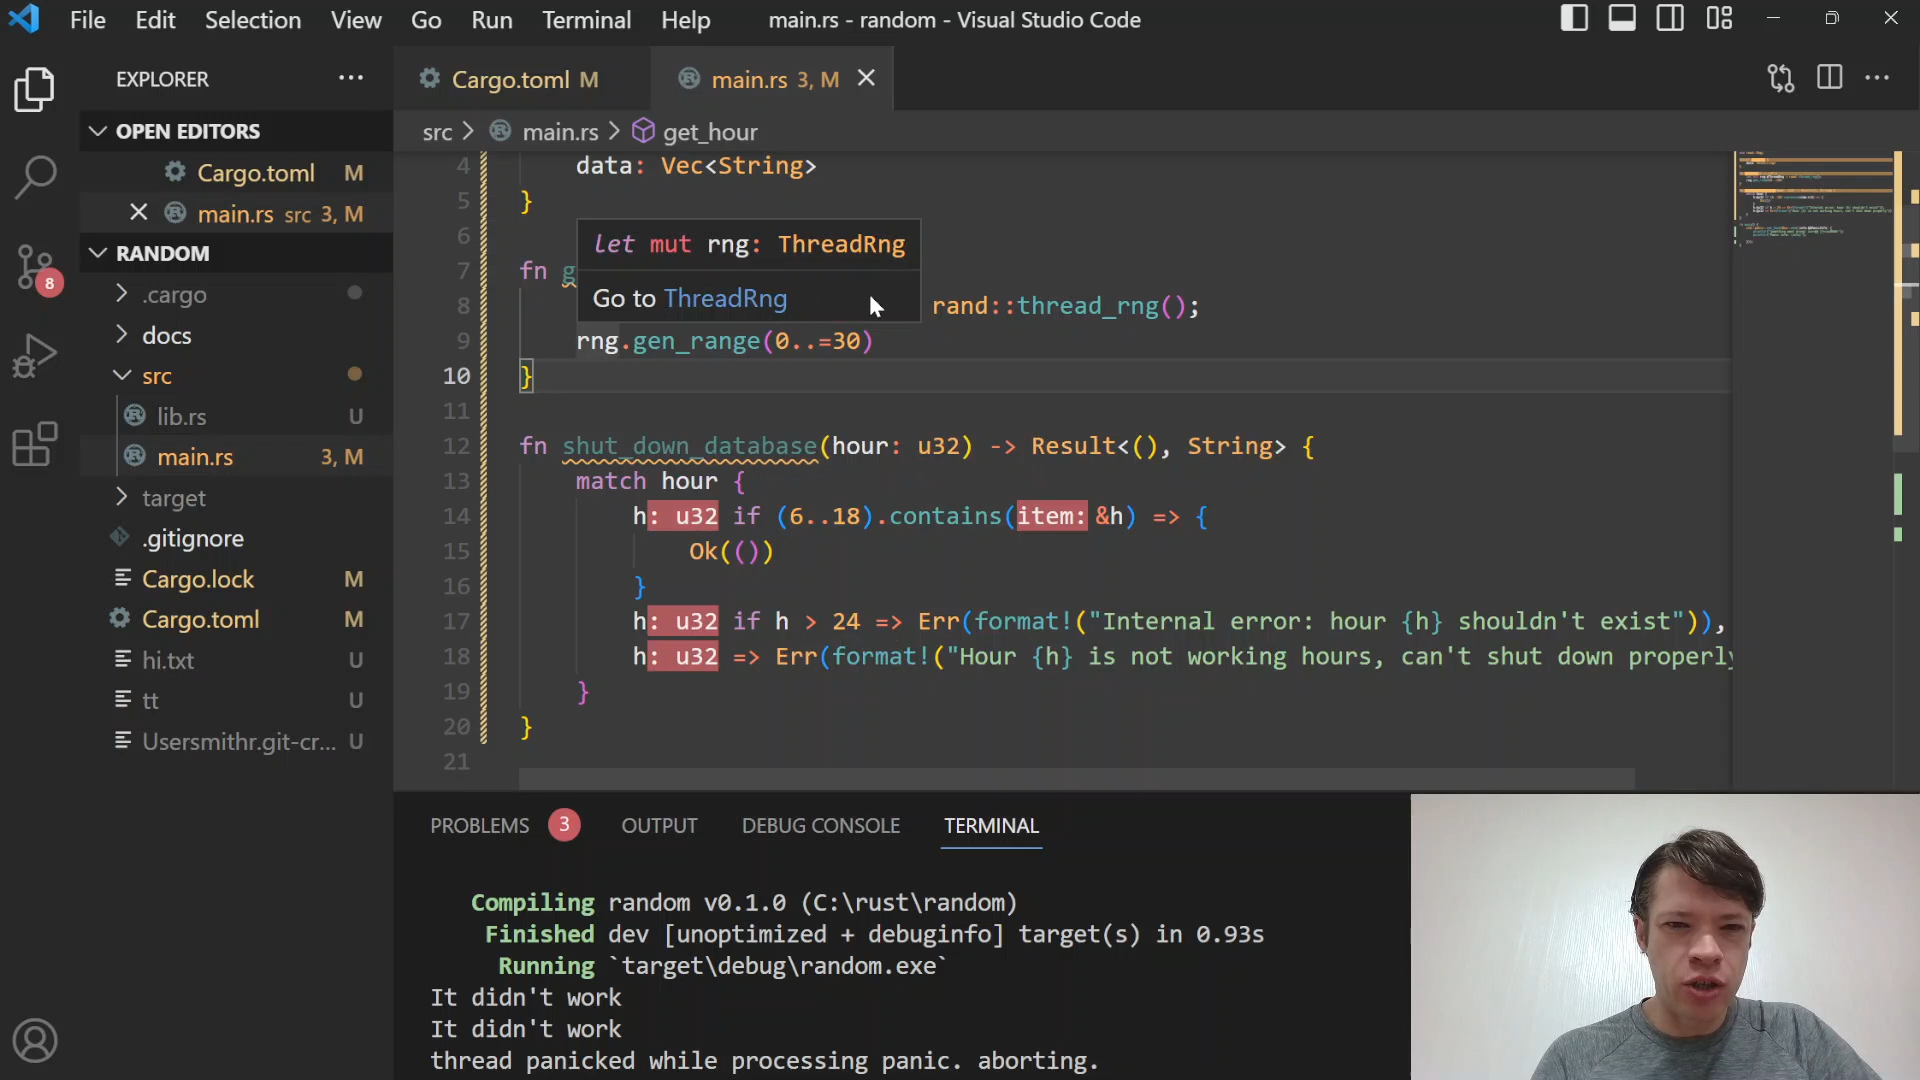 File Edit Selection View Go Run Terminal Help main.rs - random - Visual Studio Code
EXPLORER
OPEN EDITORS
Cargo.toml M
main.rs src 3, M
RANDOM
.cargo
docs
src
lib.rs U
main.rs 3, M
target
.gitignore
Cargo.lock M
Cargo.toml M
hi.txt U
tt U
Usersmithr.git-cr... U
8
Cargo.toml M main.rs 3, M
src > main.rs > get_hour
4 data: Vec<String>
5 }
6
let mut rng: ThreadRng
7 fn g
Go to ThreadRng
8 rand::thread_rng();
9 rng.gen_range(0..=30)
10 }
11
12 fn shut_down_database(hour: u32) -> Result<(), String> {
13 match hour {
14 h: u32 if (6..18).contains(item: &h) => {
15 Ok(())
16 }
17 h: u32 if h > 24 => Err(format!("Internal error: hour {h} shouldn't exist")),
18 h: u32 => Err(format!("Hour {h} is not working hours, can't shut down properly
19 }
20 }
21
PROBLEMS 3 OUTPUT DEBUG CONSOLE TERMINAL
Compiling random v0.1.0 (C:\rust\random)
Finished dev [unoptimized + debuginfo] target(s) in 0.93s
Running `target\debug\random.exe`
It didn't work
It didn't work
thread panicked while processing panic. aborting.